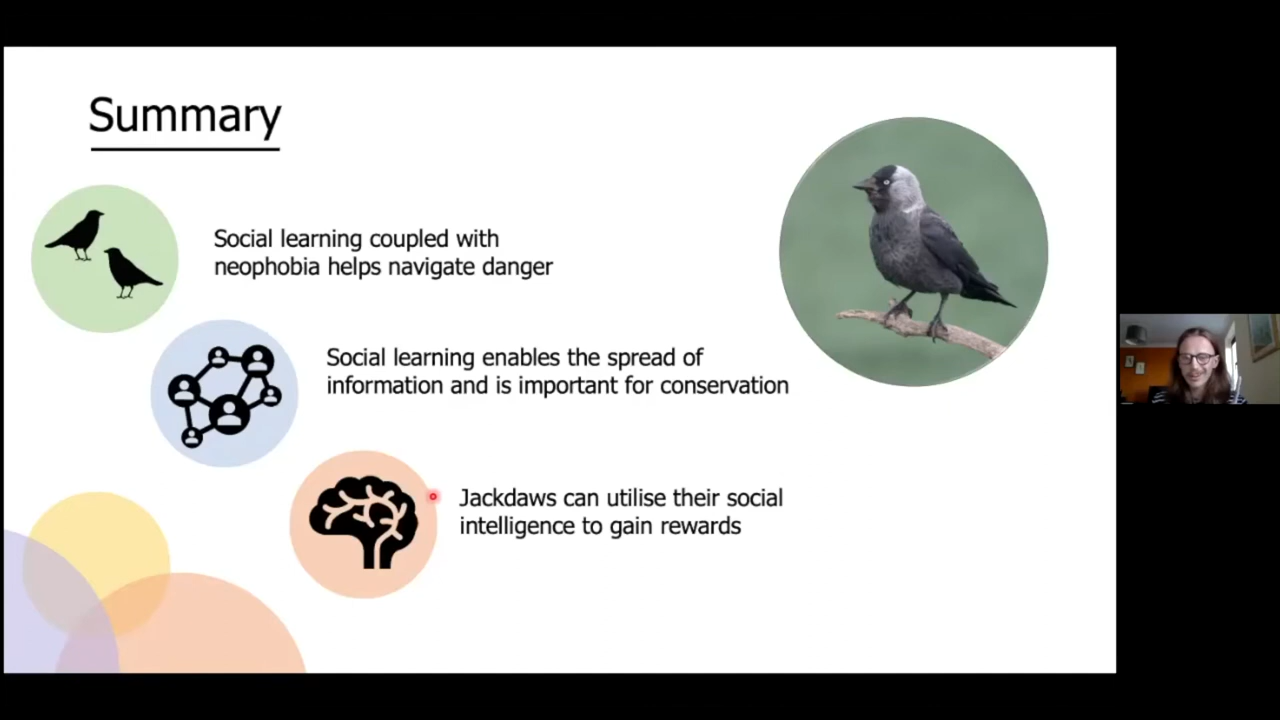 Summary
Social learning coupled with
neophobia helps navigate danger
Social learning enables the spread of
information and is important for conservation
Jackdaws can utilise their social
intelligence to gain rewards